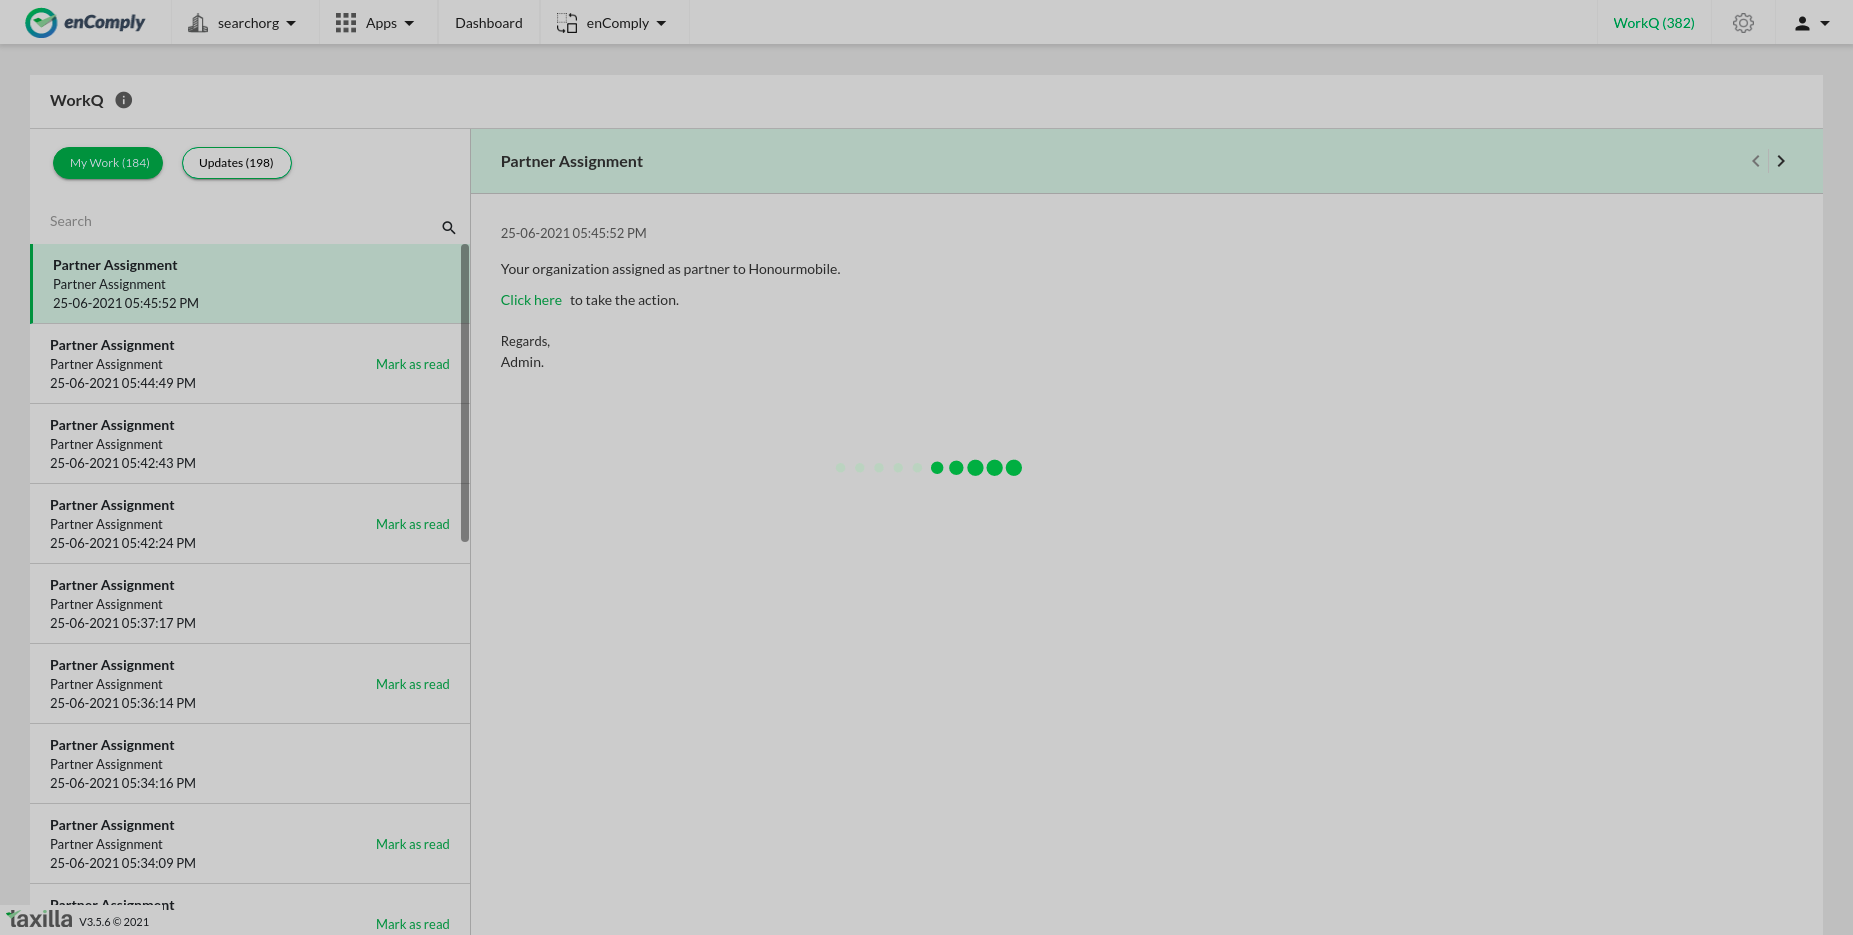 enComply
searchorg
Apps
Dashboard
enComply
WorkQ (382)
WorkQ
My Work (184)
Updates (198)
Search
Partner Assignment
Partner Assignment
25-06-2021 05:45:52 PM
Partner Assignment
Partner Assignment
Mark as read
25-06-2021 05:44:49 PM
Partner Assignment
Partner Assignment
25-06-2021 05:42:43 PM
Partner Assignment
Partner Assignment
Mark as read
25-06-2021 05:42:24 PM
Partner Assignment
Partner Assignment
25-06-2021 05:37:17 PM
Partner Assignment
Partner Assignment
Mark as read
25-06-2021 05:36:14 PM
Partner Assignment
Partner Assignment
25-06-2021 05:34:16 PM
Partner Assignment
Partner Assignment
Mark as read
25-06-2021 05:34:09 PM
Partner Assignment
Mark as read
taxilla V3.5.6 © 2021
Partner Assignment
25-06-2021 05:45:52 PM
Your organization assigned as partner to Honourmobile.
Click here to take the action.
Regards,
Admin.